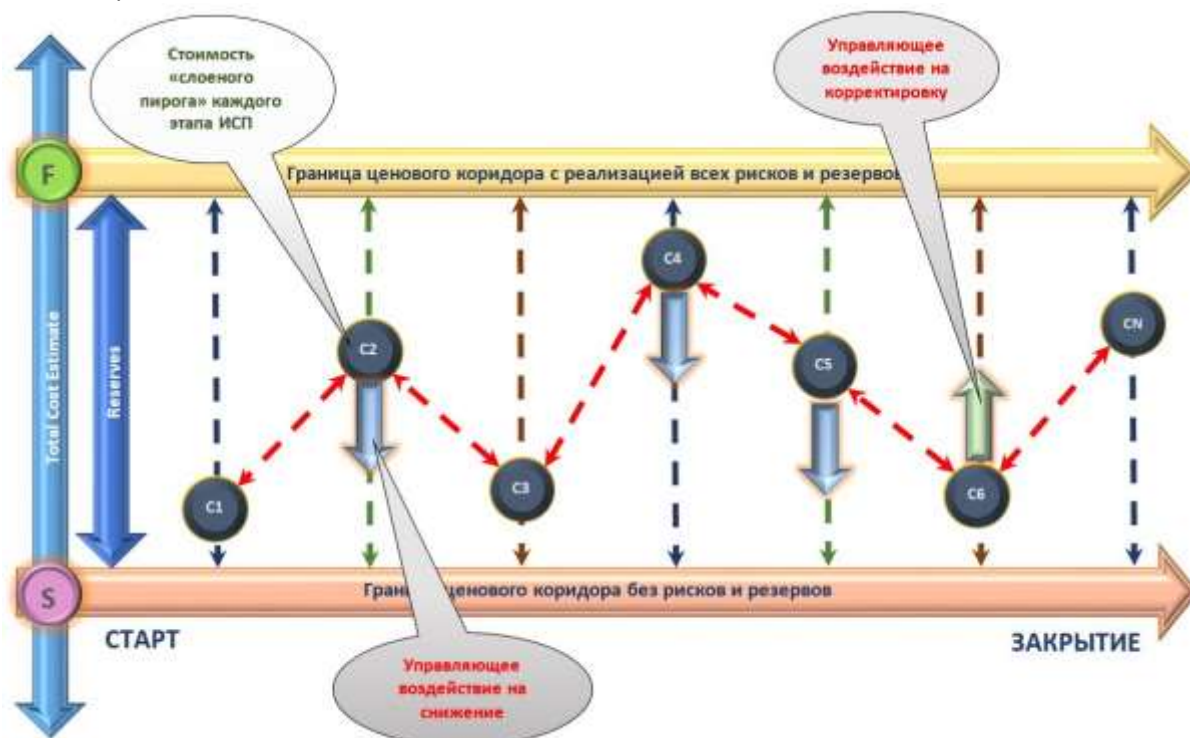 Стоимость
«слоеного
пирога» каждого
этапа ИСП
Управляющее
воздействие на
корректировку
F
Граница ценового коридора с реализацией всех рисков и резервов
Total Cost Estimate
Reserves
C1
C2
C3
C4
C5
C6
CN
S
Граница ценового коридора без рисков и резервов
СТАРТ
ЗАКРЫТИЕ
Управляющее
воздействие на
снижение